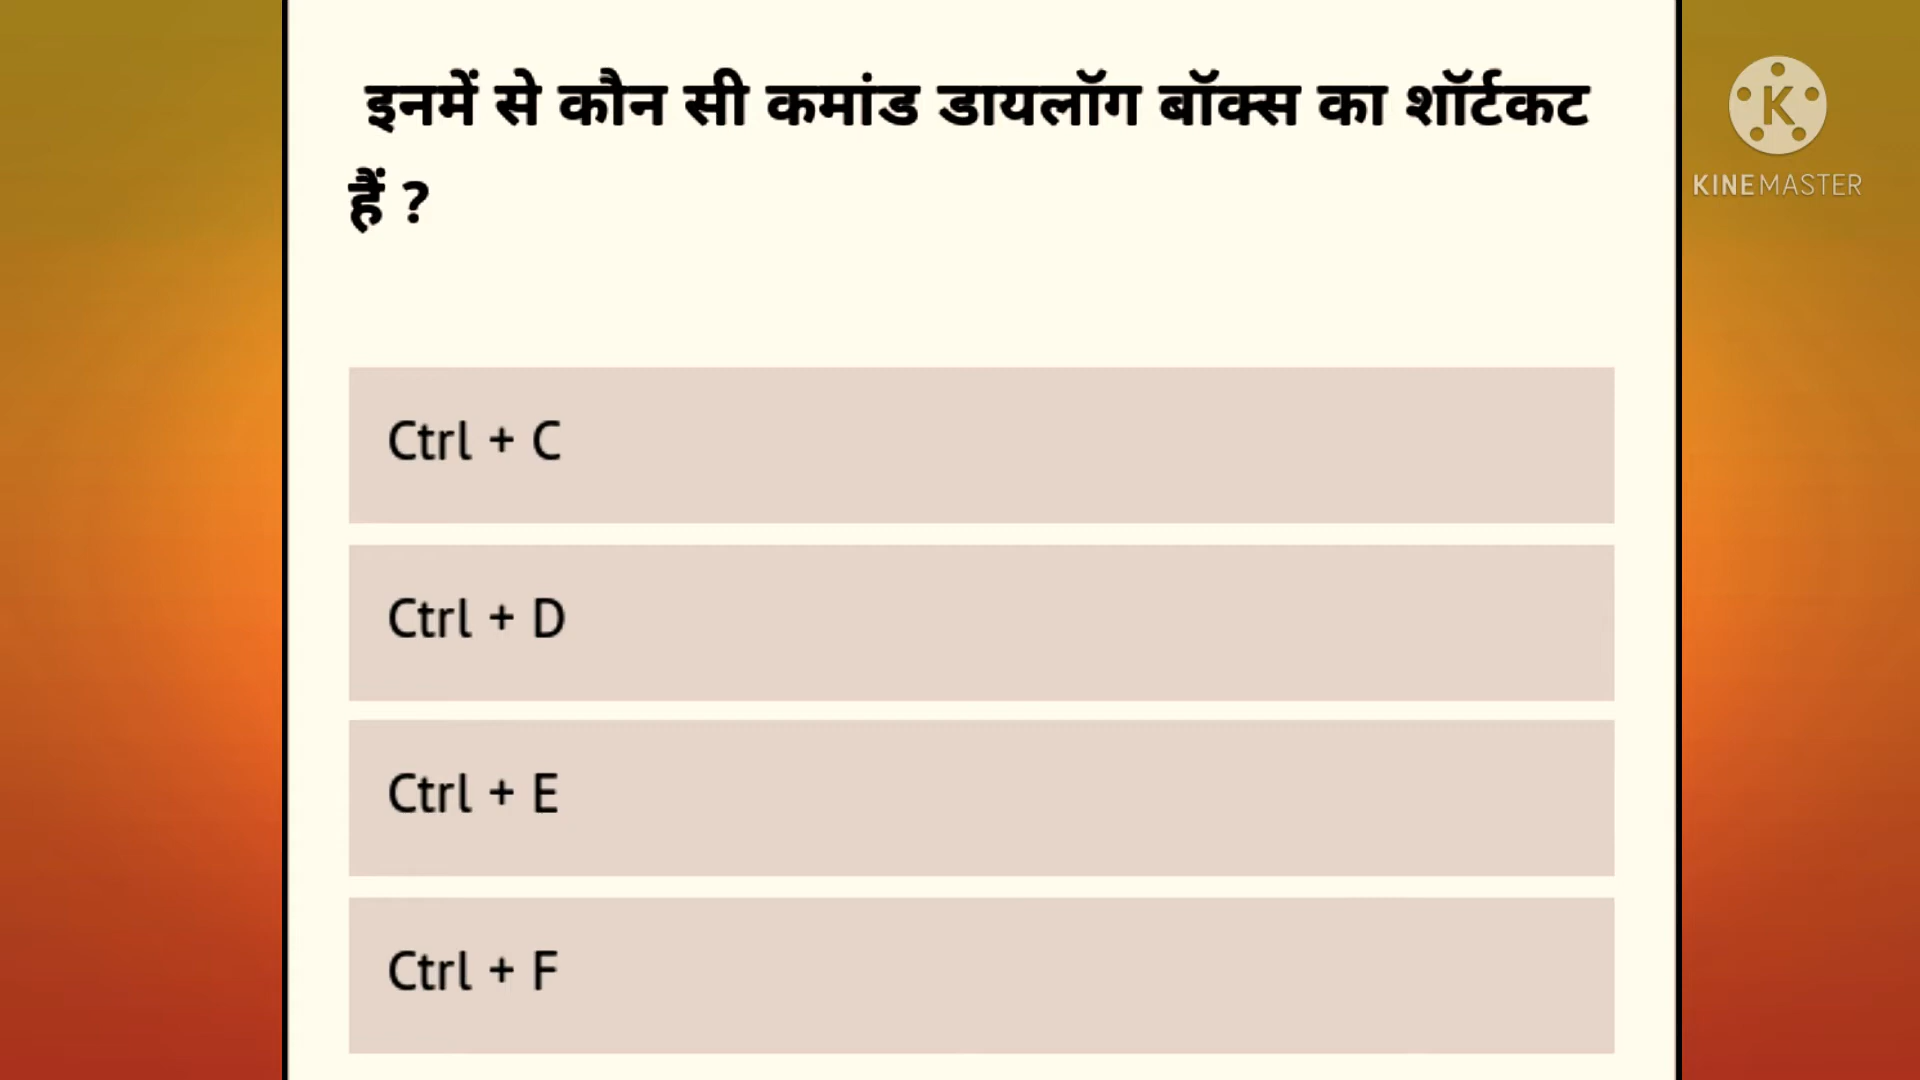 इनमें से कौन सी कमांड डायलॉग बॉक्स का शॉर्टकट
हैं ?
K
KINEMASTER
Ctrl + C
Ctrl + D
Ctrl + E
Ctrl + F